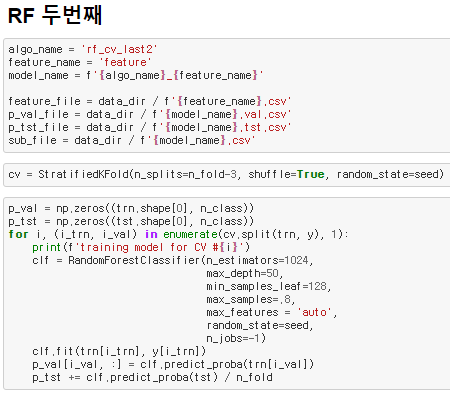 RF 두번째
algo_name = 'rf_cv_last2'
feature_name = 'feature'
model_name = f'{algo_name}_{feature_name}'
feature_file = data_dir / f'{feature_name}.csv'
p_val_file = data_dir / f'{model_name}.val.csv'
p_tst_file = data_dir / f'{model_name}.tst.csv'
sub_file = data_dir / f'{model_name}.csv'
cv = StratifiedKFold(n_splits=n_fold-3, shuffle=True, random_state=seed)
p_val = np.zeros((trn.shape[0], n_class))
p_tst = np.zeros((tst.shape[0], n_class))
for i, (i_trn, i_val) in enumerate(cv.split(trn, y), 1):
    print(f'training model for CV #{i}')
    clf = RandomForestClassifier(n_estimators=1024,
                                 max_depth=50,
                                 min_samples_leaf=128,
                                 max_samples=.8,
                                 max_features = 'auto',
                                 random_state=seed,
                                 n_jobs=-1)
    clf.fit(trn[i_trn], y[i_trn])
    p_val[i_val, :] = clf.predict_proba(trn[i_val])
    p_tst += clf.predict_proba(tst) / n_fold